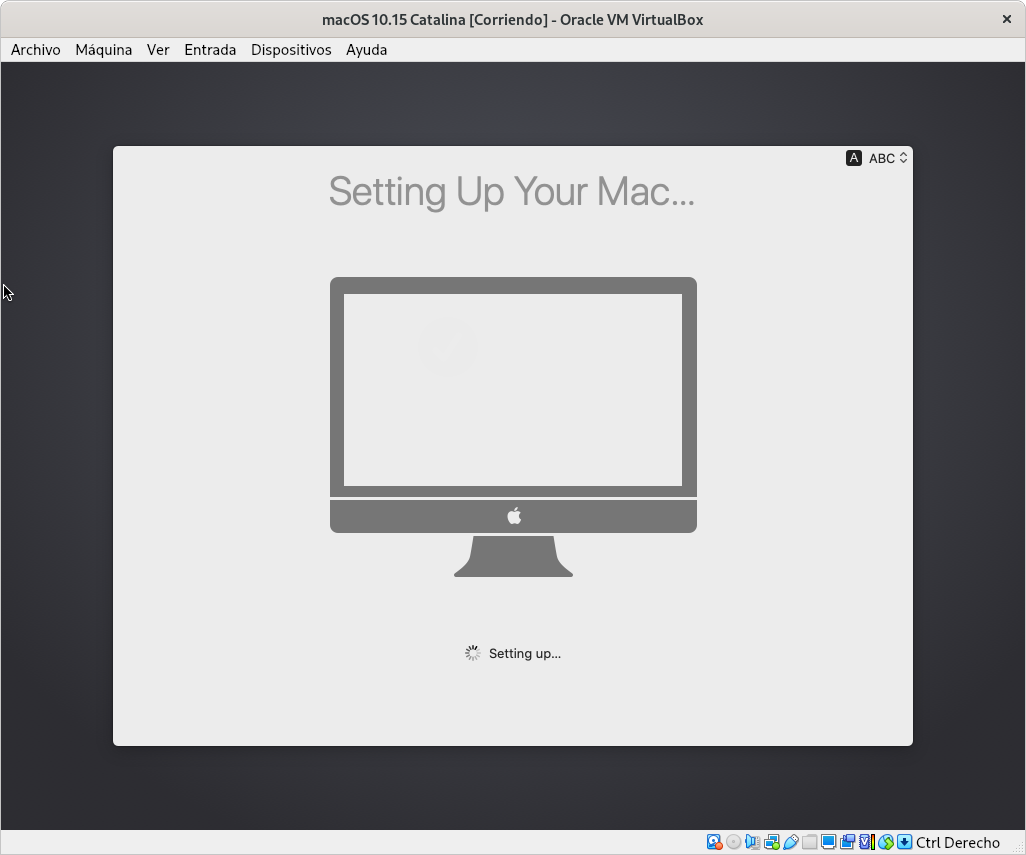 macOS 10.15 Catalina [Corriendo] - Oracle VM VirtualBox
Archivo Máquina Ver Entrada Dispositivos Ayuda
A ABC
Setting Up Your Mac...
Setting up...
Ctrl Derecho